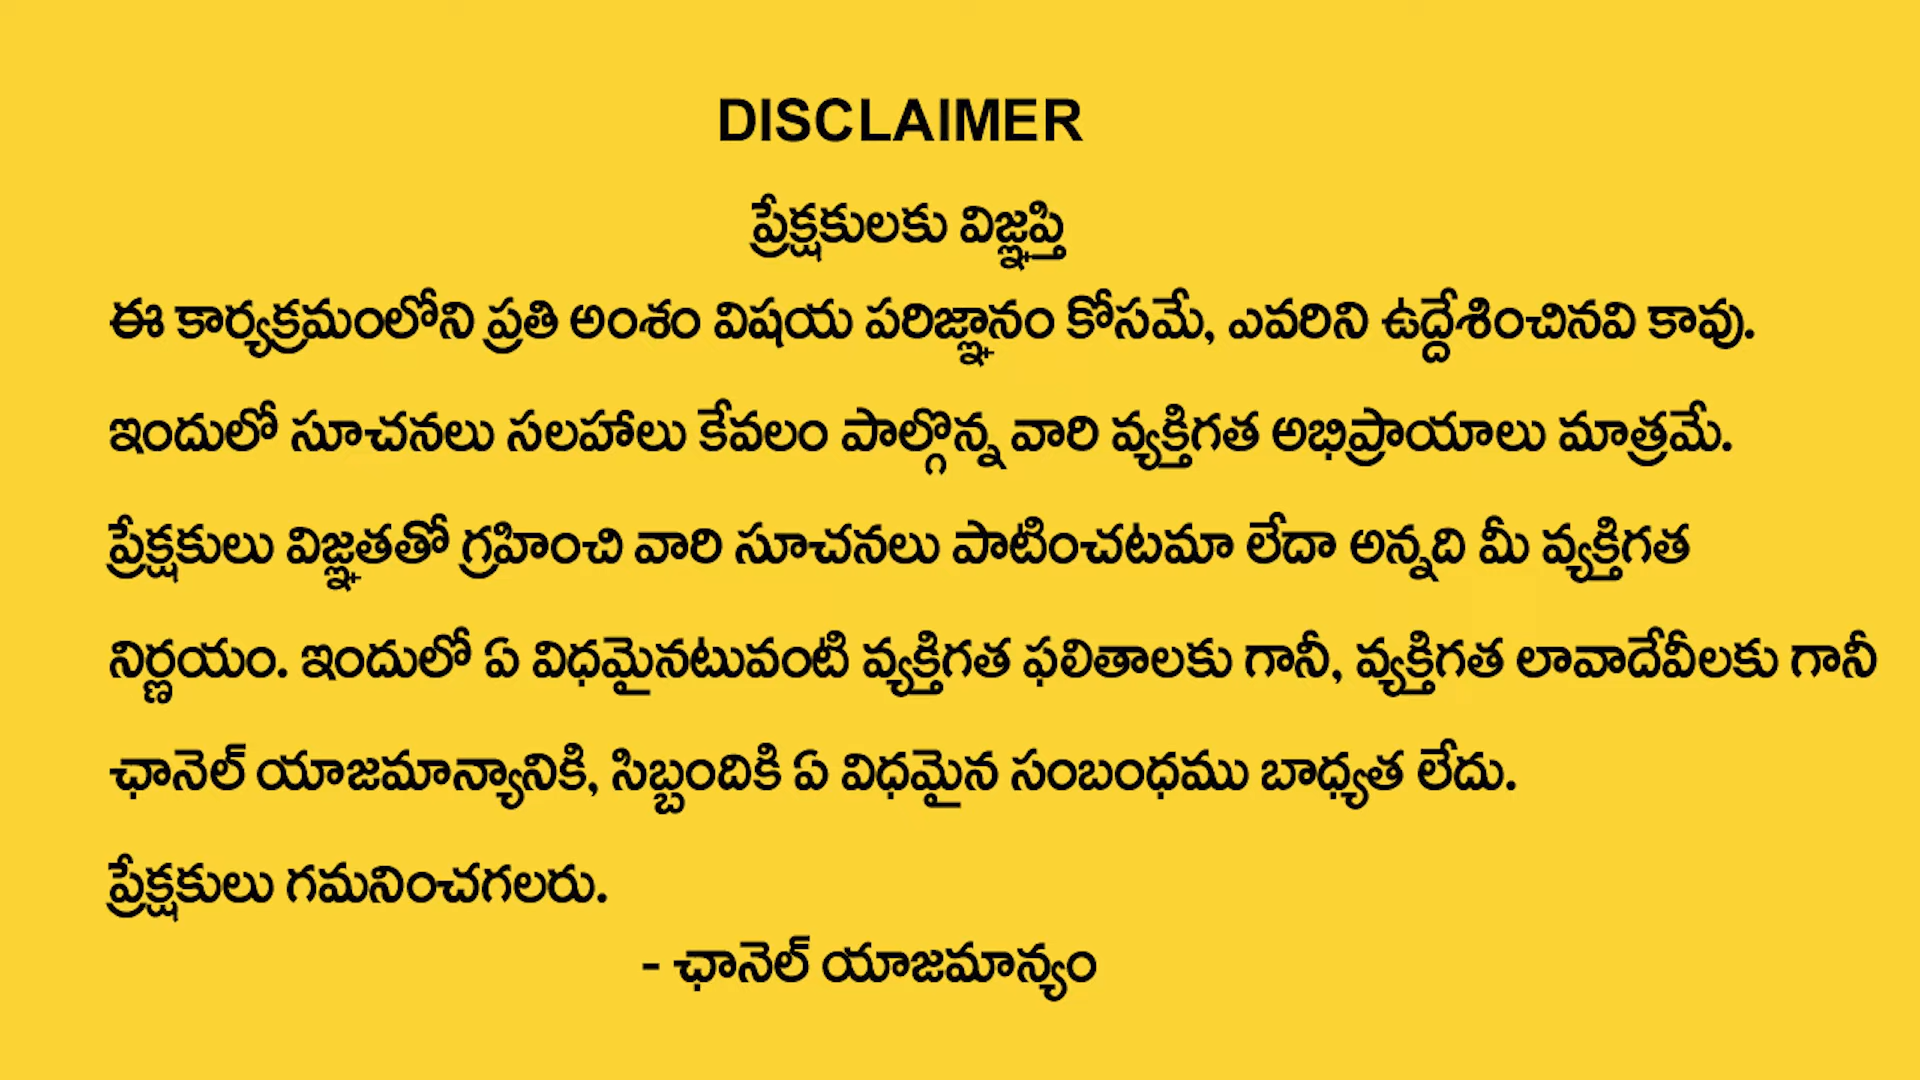 DISCLAIMER
ప్రేక్షకులకు విజ్ఞప్తి
ఈ కార్యక్రమంలోని ప్రతి అంశం విషయ పరిజ్ఞానం కోసమే, ఎవరిని ఉద్దేశించినవి కావు.
ఇందులో సూచనలు సలహాలు కేవలం పాల్గొన్న వారి వ్యక్తిగత అభిప్రాయాలు మాత్రమే.
ప్రేక్షకులు విజ్ఞతతో గ్రహించి వారి సూచనలు పాటించటమా లేదా అన్నది మీ వ్యక్తిగత
నిర్ణయం. ఇందులో ఏ విధమైనటువంటి వ్యక్తిగత ఫలితాలకు గానీ, వ్యక్తిగత లావాదేవీలకు గానీ
ఛానెల్ యాజమాన్యానికి, సిబ్బందికి ఏ విధమైన సంబంధము బాధ్యత లేదు.
ప్రేక్షకులు గమనించగలరు.
- ఛానెల్ యాజమాన్యం